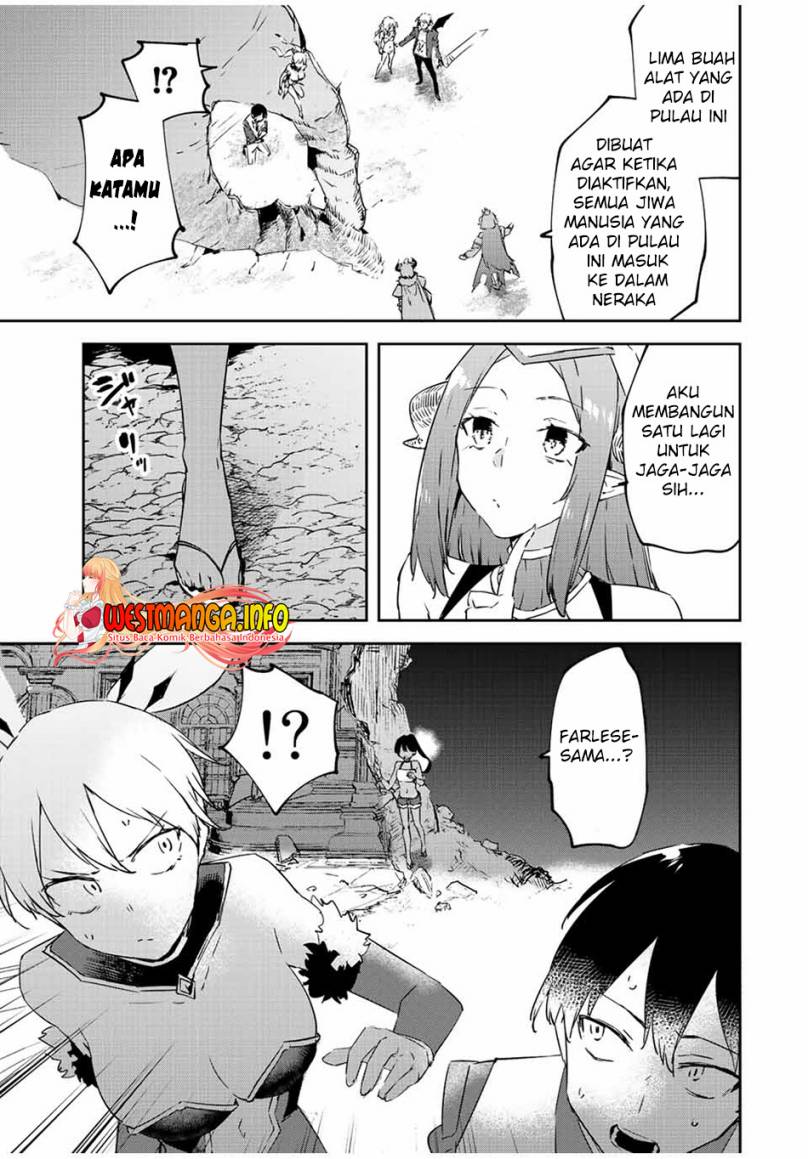 LIMA BUAH
ALAT YANG
ADA DI
PULAU INI
DIBUAT
AGAR KETIKA
DIAKTIFKAN,
SEMUA JIWA
MANUSIA YANG
ADA DI PULAU
INI MASUK
KE DALAM
NERAKA
!?
APA
KATAMU
...!
AKU
MEMBANGUN
SATU LAGI
UNTUK
JAGA-JAGA
SIH...
ジャリッ
WESTMANGA.INFO
Situs Baca Komik Berbahasa Indonesia
FARLESE-
SAMA...?
!?